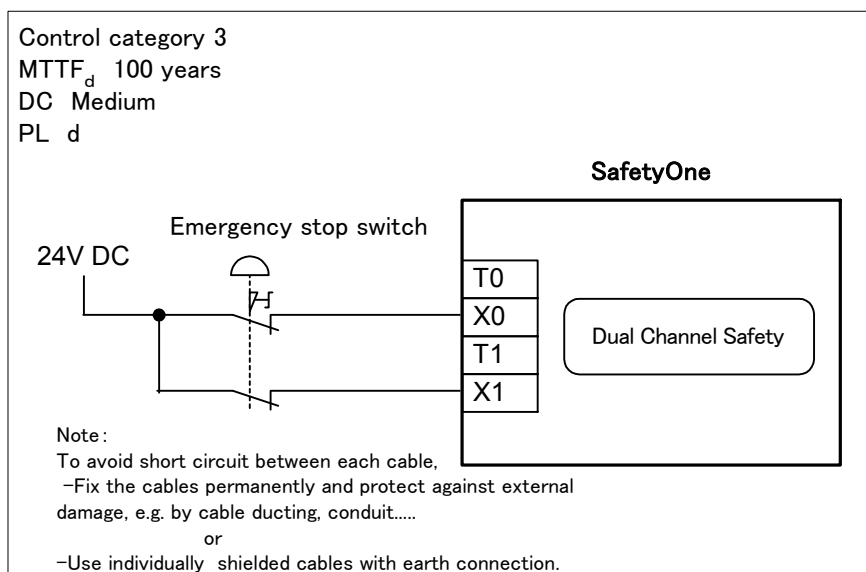 Control category 3
MTTFd 100 years
DC Medium
PL d
SafetyOne
Emergency stop switch
24V DC
T0
X0
T1
X1
Dual Channel Safety
Note:
To avoid short circuit between each cable,
-Fix the cables permanently and protect against external
damage, e.g. by cable ducting, conduit.....
or
-Use individually shielded cables with earth connection.